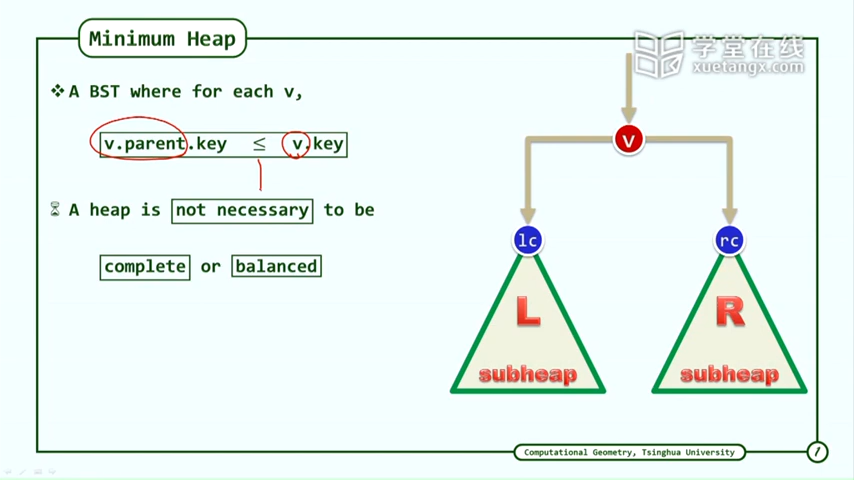 Minimum Heap
学堂在线
xuetangx.com
A BST where for each v,
v.parent.key ≤ v.key
A heap is not necessary to be
complete or balanced
v
lc
rc
L
subheap
R
subheap
Computational Geometry, Tsinghua University